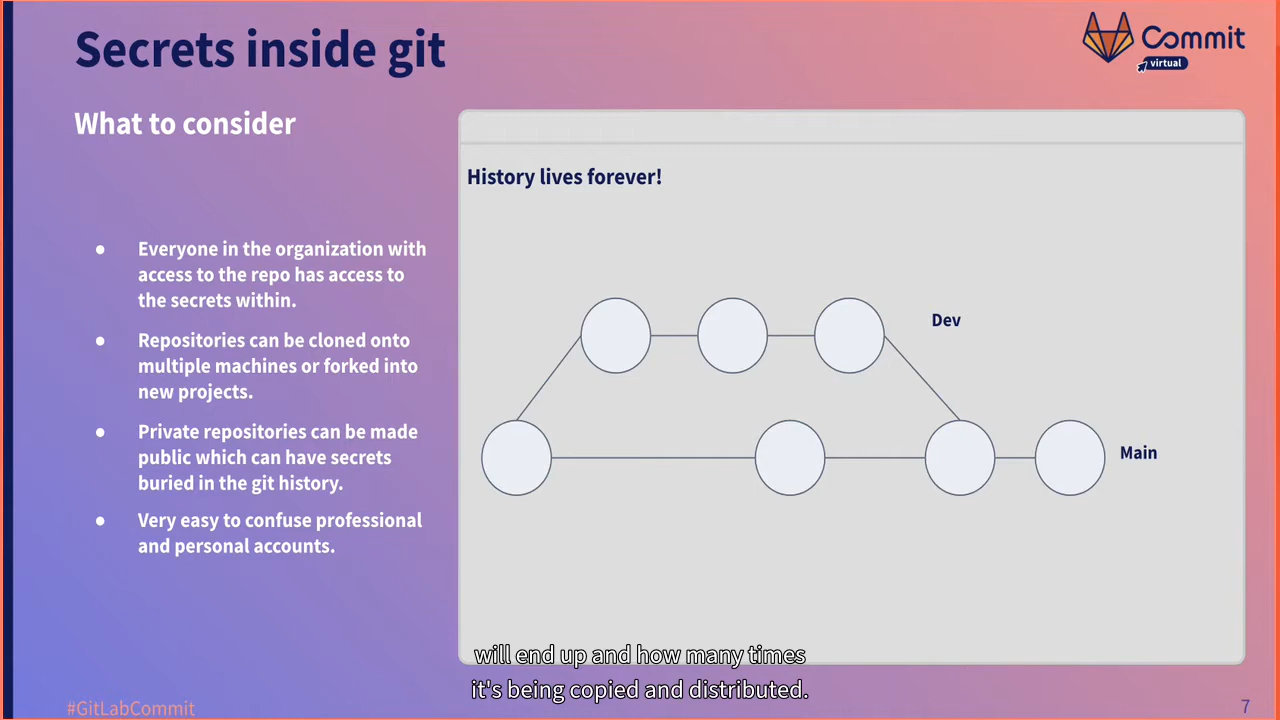 Secrets inside git
Commit
virtual
What to consider
● Everyone in the organization with
access to the repo has access to
the secrets within.
● Repositories can be cloned onto
multiple machines or forked into
new projects.
● Private repositories can be made
public which can have secrets
buried in the git history.
● Very easy to confuse professional
and personal accounts.
History lives forever!
Dev
Main
will end up and how many times
it's being copied and distributed.
#GitLabCommit
7